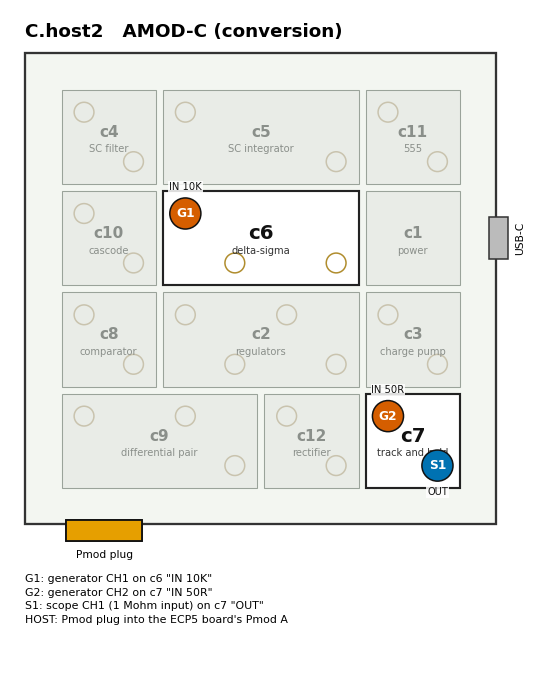 C.host2 AMOD-C (conversion)
c4
SC filter
c5
SC integrator
c11
555
IN 10K
G1
c10
cascode
c6
delta-sigma
c1
power
USB-C
c8
comparator
c2
regulators
c3
charge pump
IN 50R
G2
c9
differential pair
c12
rectifier
c7
track and hold
S1
OUT
Pmod plug
G1: generator CH1 on c6 "IN 10K"
G2: generator CH2 on c7 "IN 50R"
S1: scope CH1 (1 Mohm input) on c7 "OUT"
HOST: Pmod plug into the ECP5 board's Pmod A